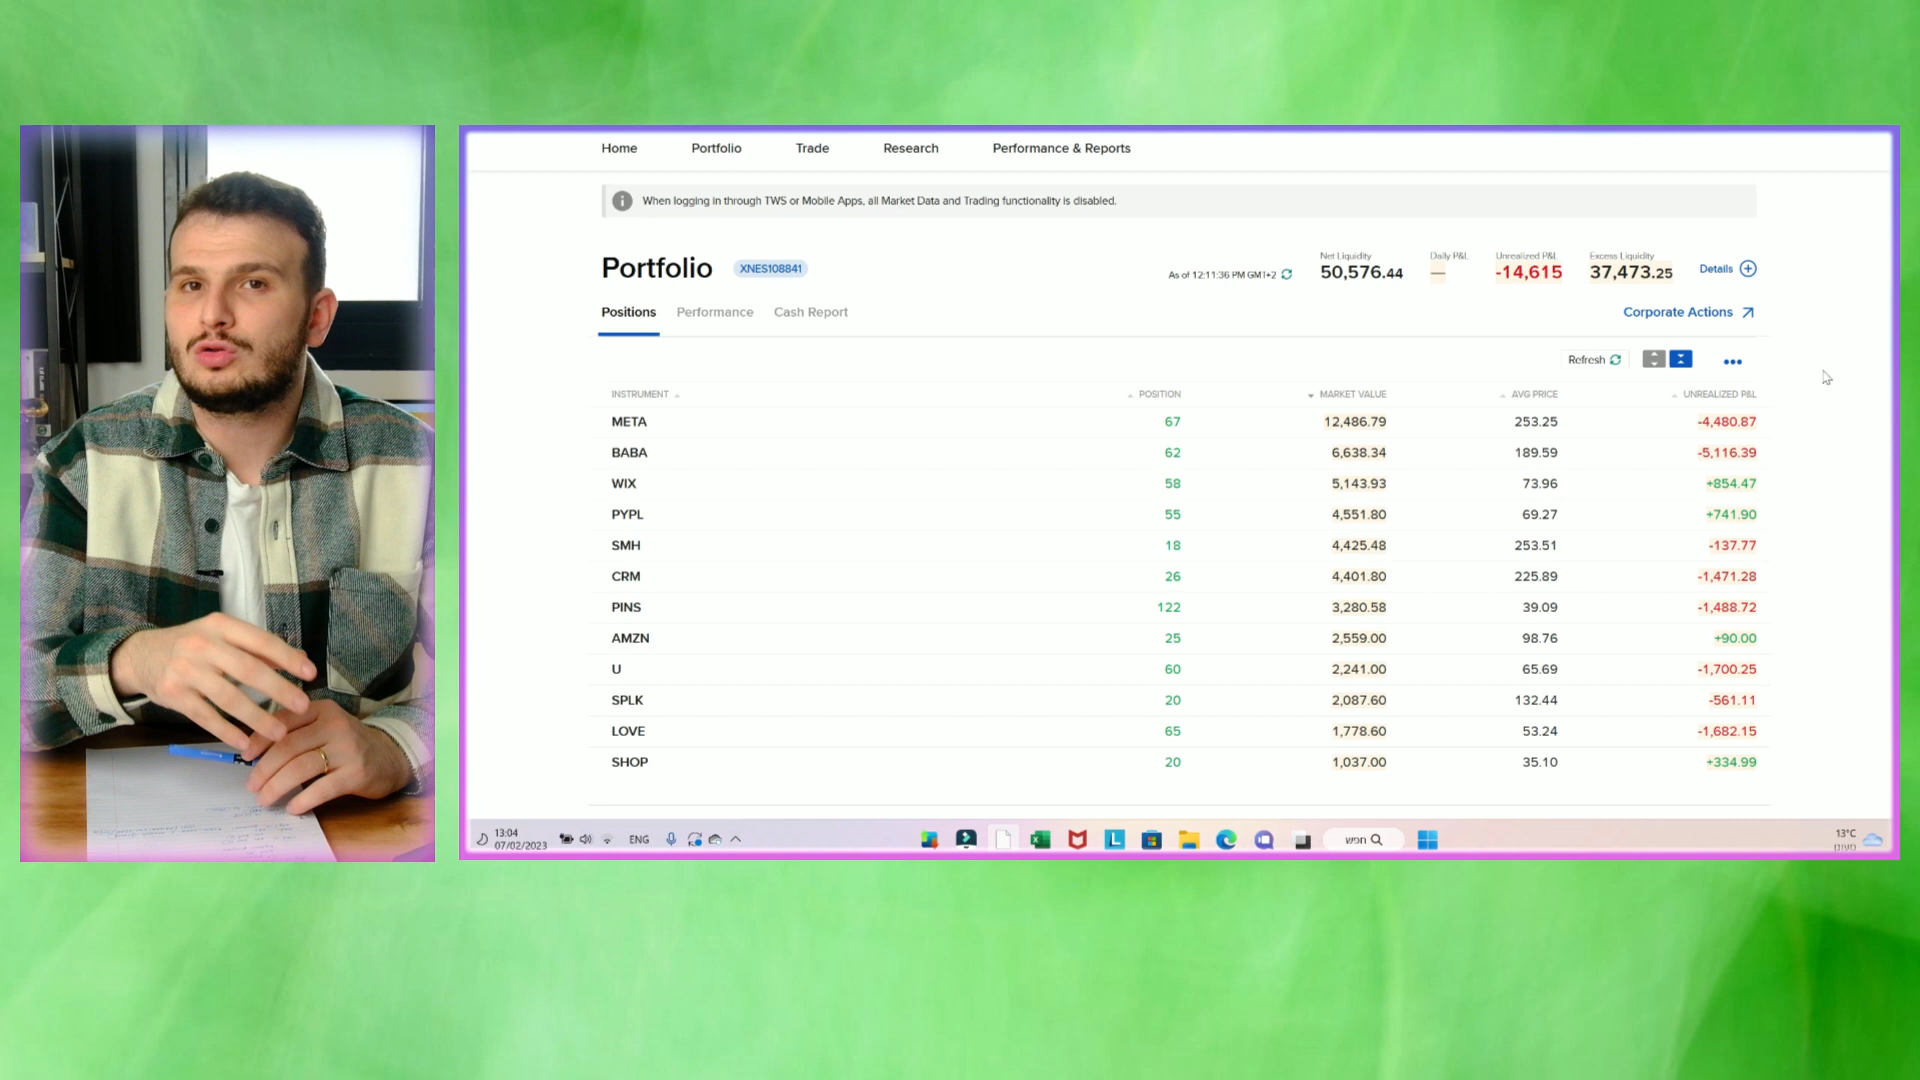 Home Portfolio Trade Research Performance & Reports
When logging in through TWS or Mobile Apps, all Market Data and Trading functionality is disabled.
Portfolio XNES108841
As of 12:11:36 PM GMT+2
Net Liquidity
50,576.44
Daily P&L
—
Unrealized P&L
-14,615
Excess Liquidity
37,473.25
Details
Positions Performance Cash Report
Corporate Actions
Refresh
INSTRUMENT POSITION MARKET VALUE AVG PRICE UNREALIZED P&L
META 67 12,486.79 253.25 -4,480.87
BABA 62 6,638.34 189.59 -5,116.39
WIX 58 5,143.93 73.96 +854.47
PYPL 55 4,551.80 69.27 +741.90
SMH 18 4,425.48 253.51 -137.77
CRM 26 4,401.80 225.89 -1,471.28
PINS 122 3,280.58 39.09 -1,488.72
AMZN 25 2,559.00 98.76 +90.00
U 60 2,241.00 65.69 -1,700.25
SPLK 20 2,087.60 132.44 -561.11
LOVE 65 1,778.60 53.24 -1,682.15
SHOP 20 1,037.00 35.10 +334.99
13:04
07/02/2023
ENG
L
חפש
13°C
מעונן